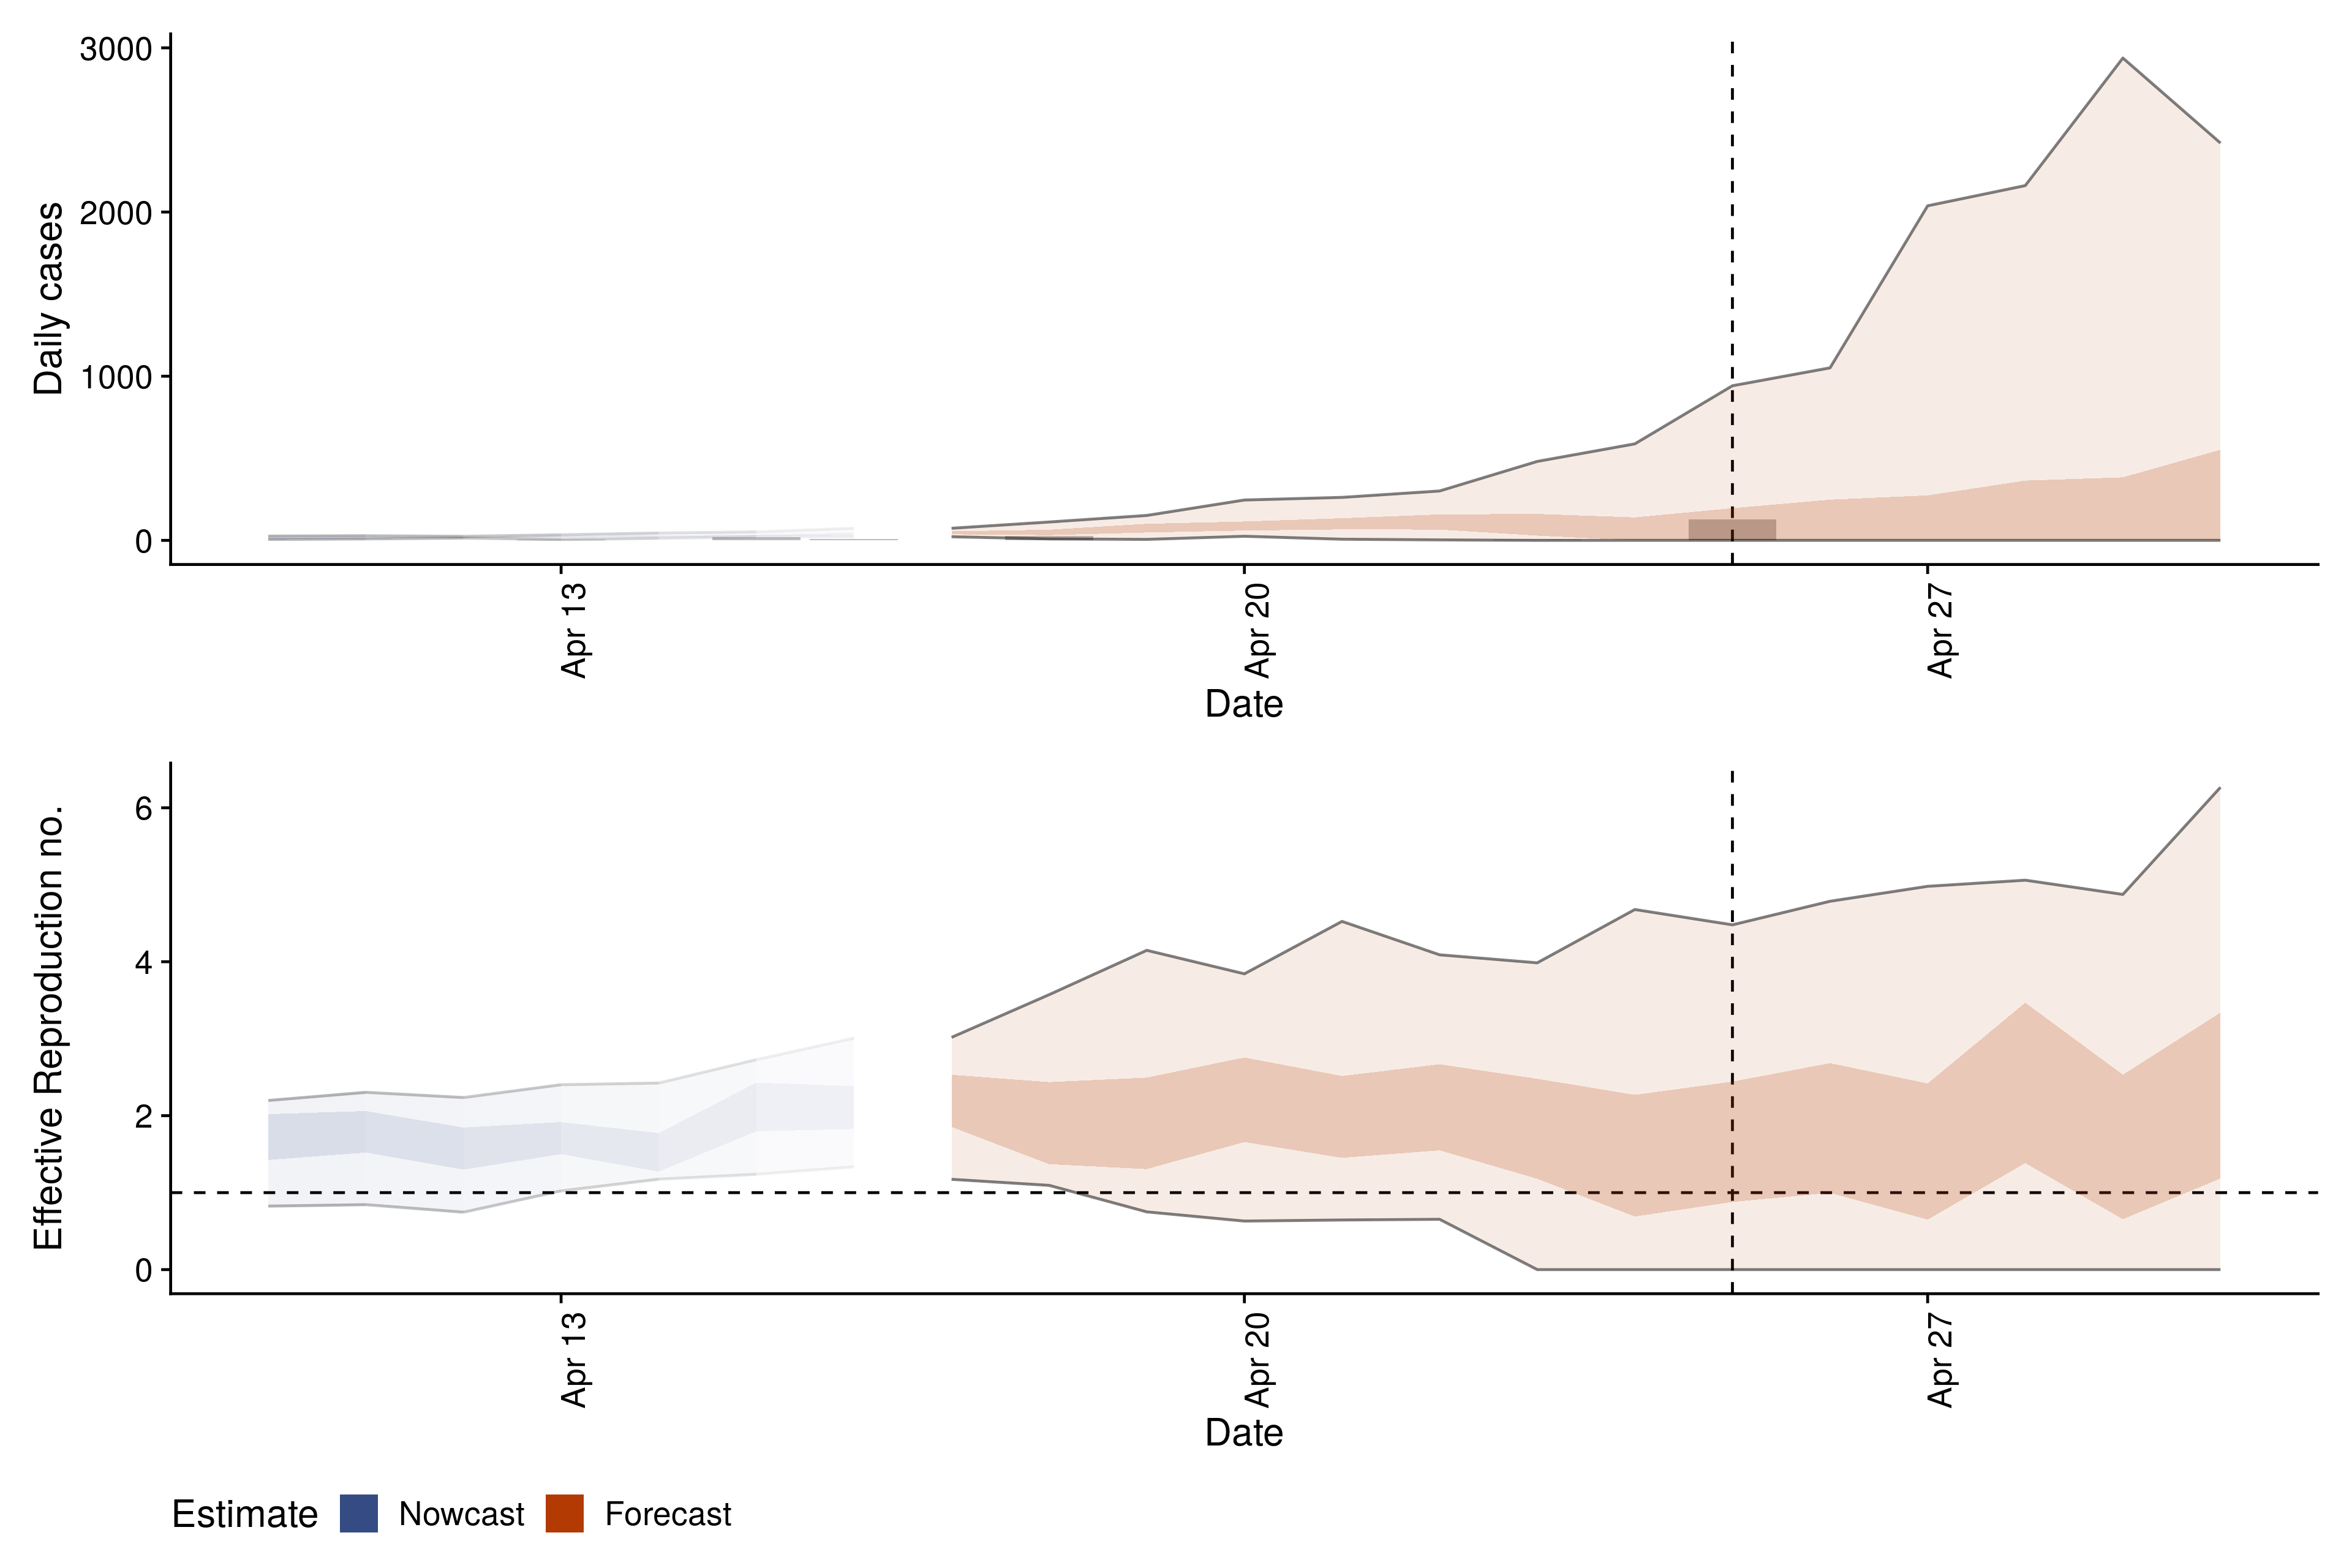 3000
2000
1000
0
Daily cases
Apr 13
Apr 20
Apr 27
Date
6
4
2
0
Effective Reproduction no.
Apr 13
Apr 20
Apr 27
Date
Estimate Nowcast Forecast